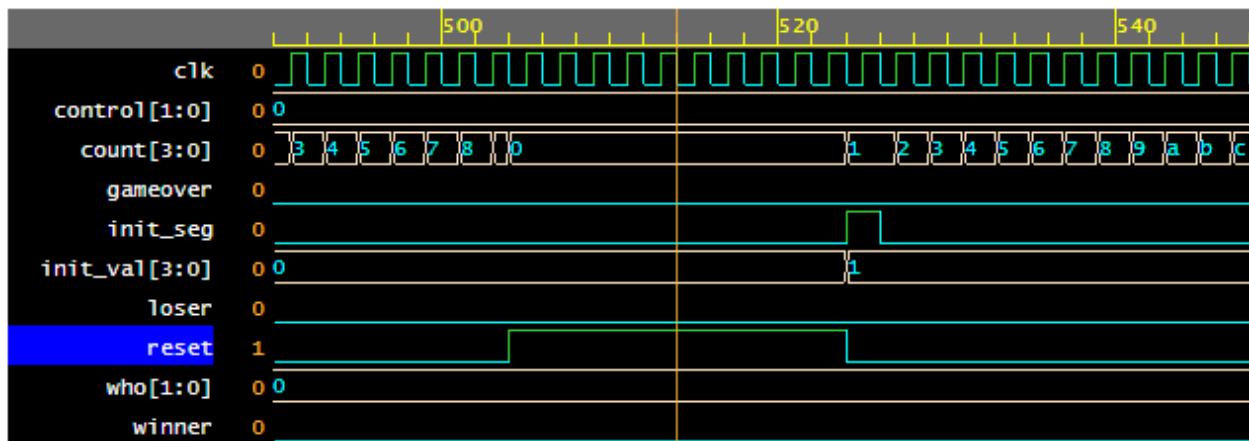 500 520 540
clk 0
control[1:0] 0 0
count[3:0] 0 3 4 5 6 7 8 0 1 2 3 4 5 6 7 8 9 a b c
gameover 0
init_seg 0
init_val[3:0] 0 0 1
loser 0
reset 1
who[1:0] 0 0
winner 0